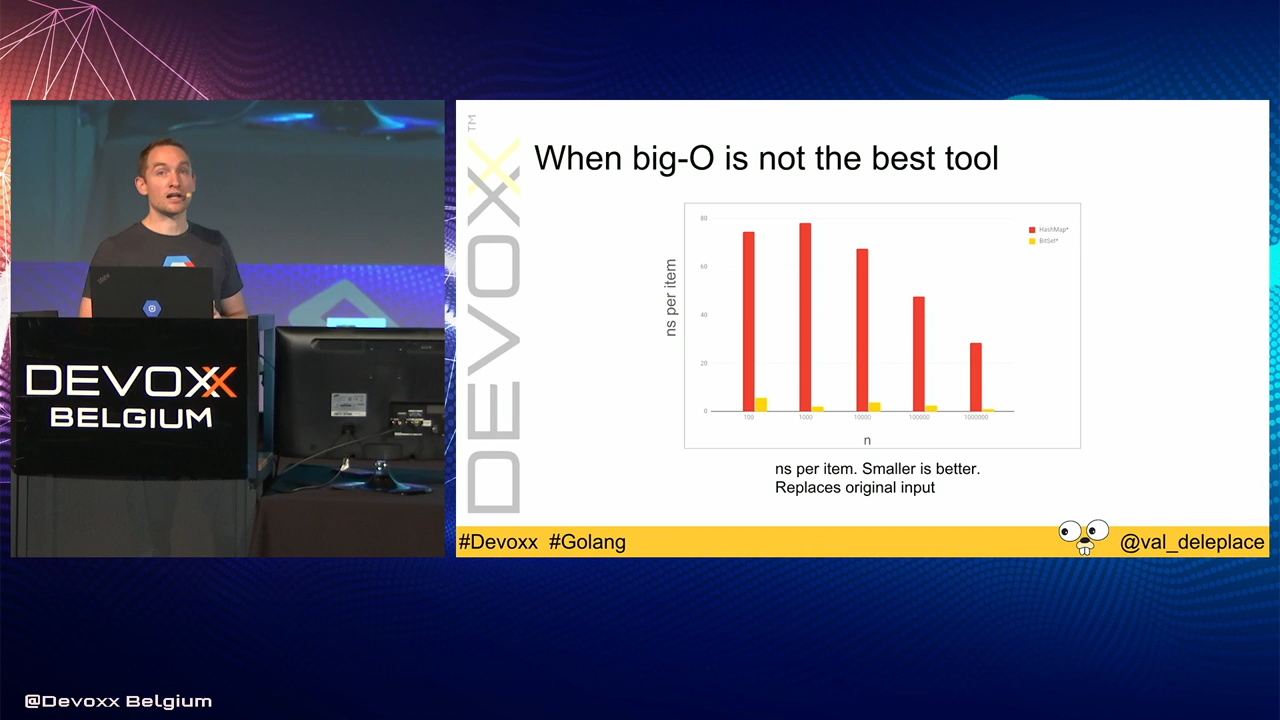 DEVOXX
BELGIUM
DEVOXX™
When big-O is not the best tool
ns per item
80
60
40
20
0
100
1000
10000
100000
1000000
n
HashMap*
BitSet*
ns per item. Smaller is better.
Replaces original input
#Devoxx #Golang
@val_deleplace
@Devoxx Belgium